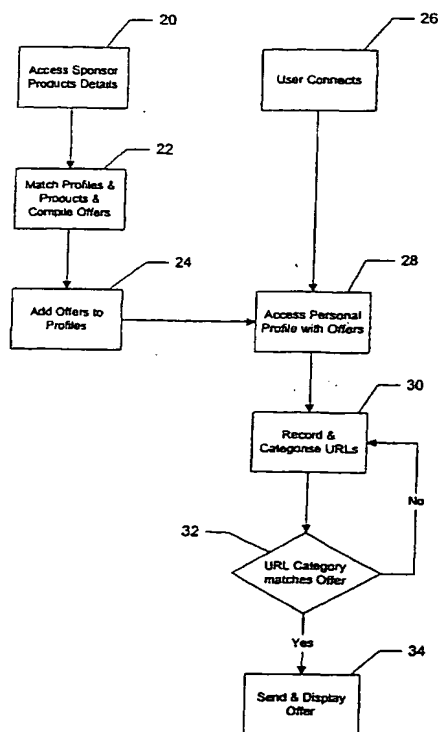 20
Access Sponsor
Products Details
26
User Connects
22
Match Profiles &
Products &
Compile Offers
24
Add Offers to
Profiles
28
Access Personal
Profile with Offers
30
Record &
Categorise URLs
No
32
URL Category
matches Offer
Yes
34
Send & Display
Offer